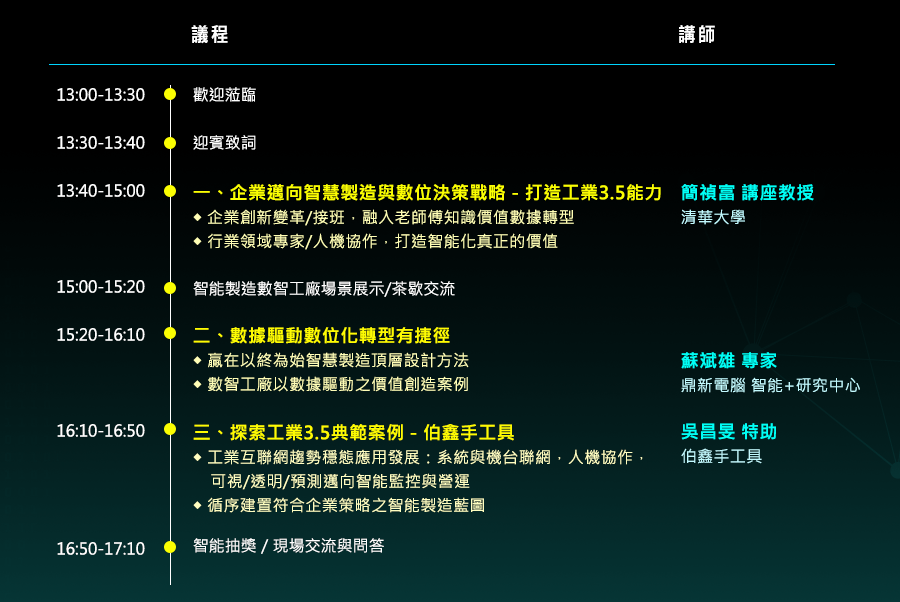 議程 講師
13:00-13:30 歡迎蒞臨
13:30-13:40 迎賓致詞
13:40-15:00 一、企業邁向智慧製造與數位決策戰略 - 打造工業3.5能力 簡禎富 講座教授
◆ 企業創新變革/接班，融入老師傅知識價值數據轉型 清華大學
◆ 行業領域專家/人機協作，打造智能化真正的價值
15:00-15:20 智能製造數智工廠場景展示/茶歇交流
15:20-16:10 二、數據驅動數位化轉型有捷徑
◆ 贏在以終為始智慧製造頂層設計方法 蘇斌雄 專家
◆ 數智工廠以數據驅動之價值創造案例 鼎新電腦 智能+研究中心
16:10-16:50 三、探索工業3.5典範案例 - 伯鑫手工具 吳昌旻 特助
◆ 工業互聯網趨勢穩態應用發展：系統與機台聯網，人機協作， 伯鑫手工具
可視/透明/預測邁向智能監控與營運
◆ 循序建置符合企業策略之智能製造藍圖
16:50-17:10 智能抽獎 / 現場交流與問答